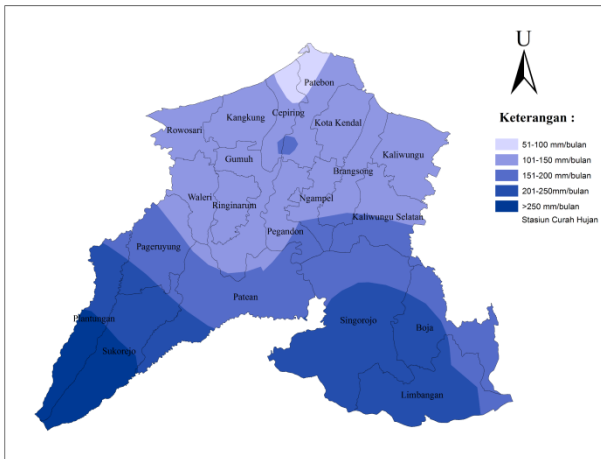 U
Keterangan :
51-100 mm/bulan
101-150 mm/bulan
151-200 mm/bulan
201-250mm/bulan
>250 mm/bulan
Stasiun Curah Hujan
Patebon
Cepiring
Kangkung
Kota Kendal
Rowosari
Gumuh
Kaliwungu
Brangsong
Waleri
Ringinarum
Ngampel
Kaliwungu Selatan
Pegandon
Pageruyung
Patean
Plantungan
Singorojo
Boja
Sukorejo
Limbangan